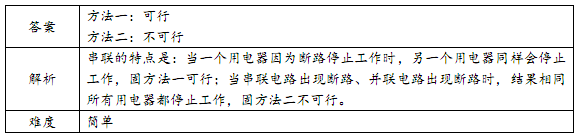 答案
方法一：可行
方法二：不可行
解析
串联的特点是：当一个用电器因为断路停止工作时，另一个用电器同样会停止
工作，固方法一可行；当串联电路出现断路、并联电路出现断路时，结果相同
所有用电器都停止工作，固方法二不可行。
难度
简单